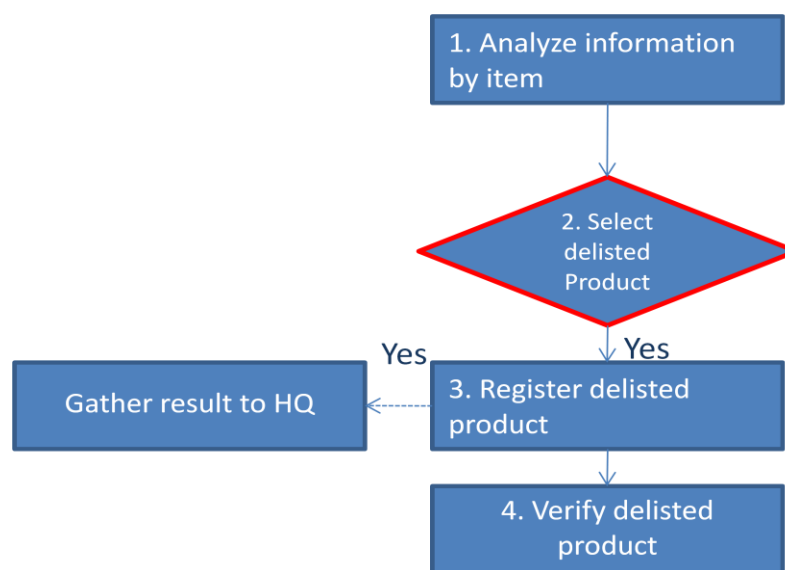 1. Analyze information
by item
2. Select
delisted
Product
Yes
Yes
Gather result to HQ
3. Register delisted
product
4. Verify delisted
product